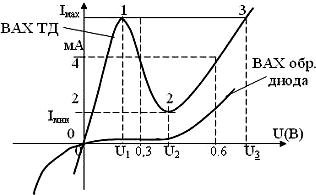 Iмах
1
3
ВАХ ТД
мА
4
ВАХ обр.
диода
2
2
Iмин
0
0
U(В)
U1
0,3
U2
0.6
U3